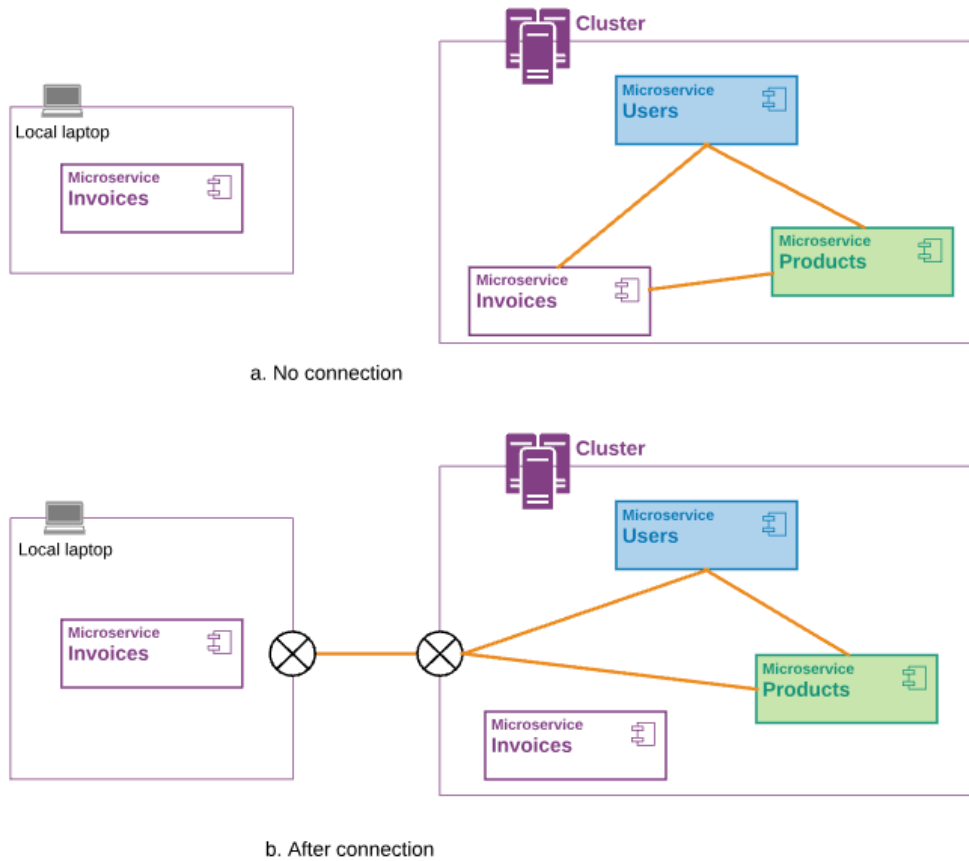 Cluster
Local laptop
Microservice
Invoices
Microservice
Users
Microservice
Products
Microservice
Invoices
a. No connection
Cluster
Local laptop
Microservice
Users
Microservice
Invoices
Microservice
Products
Microservice
Invoices
b. After connection